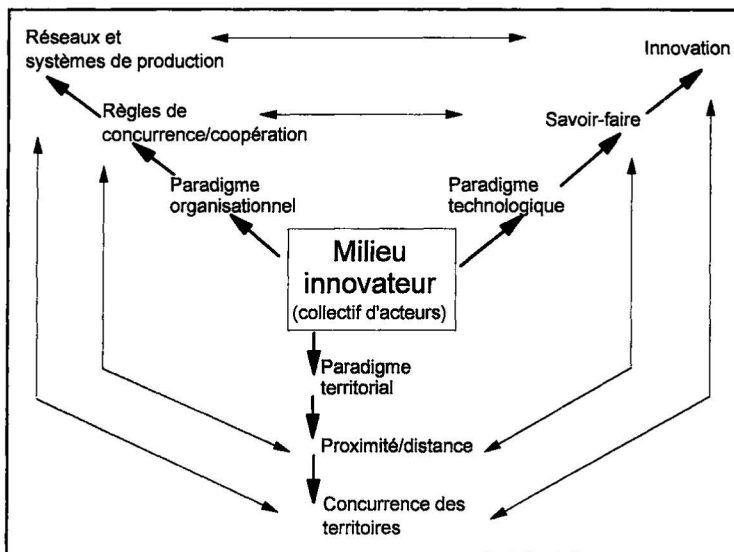 Réseaux et
systèmes de production
Innovation
Règles de
concurrence/coopération
Savoir-faire
Paradigme
organisationnel
Paradigme
technologique
Milieu
innovateur
(collectif d'acteurs)
Paradigme
territorial
Proximité/distance
Concurrence des
territoires